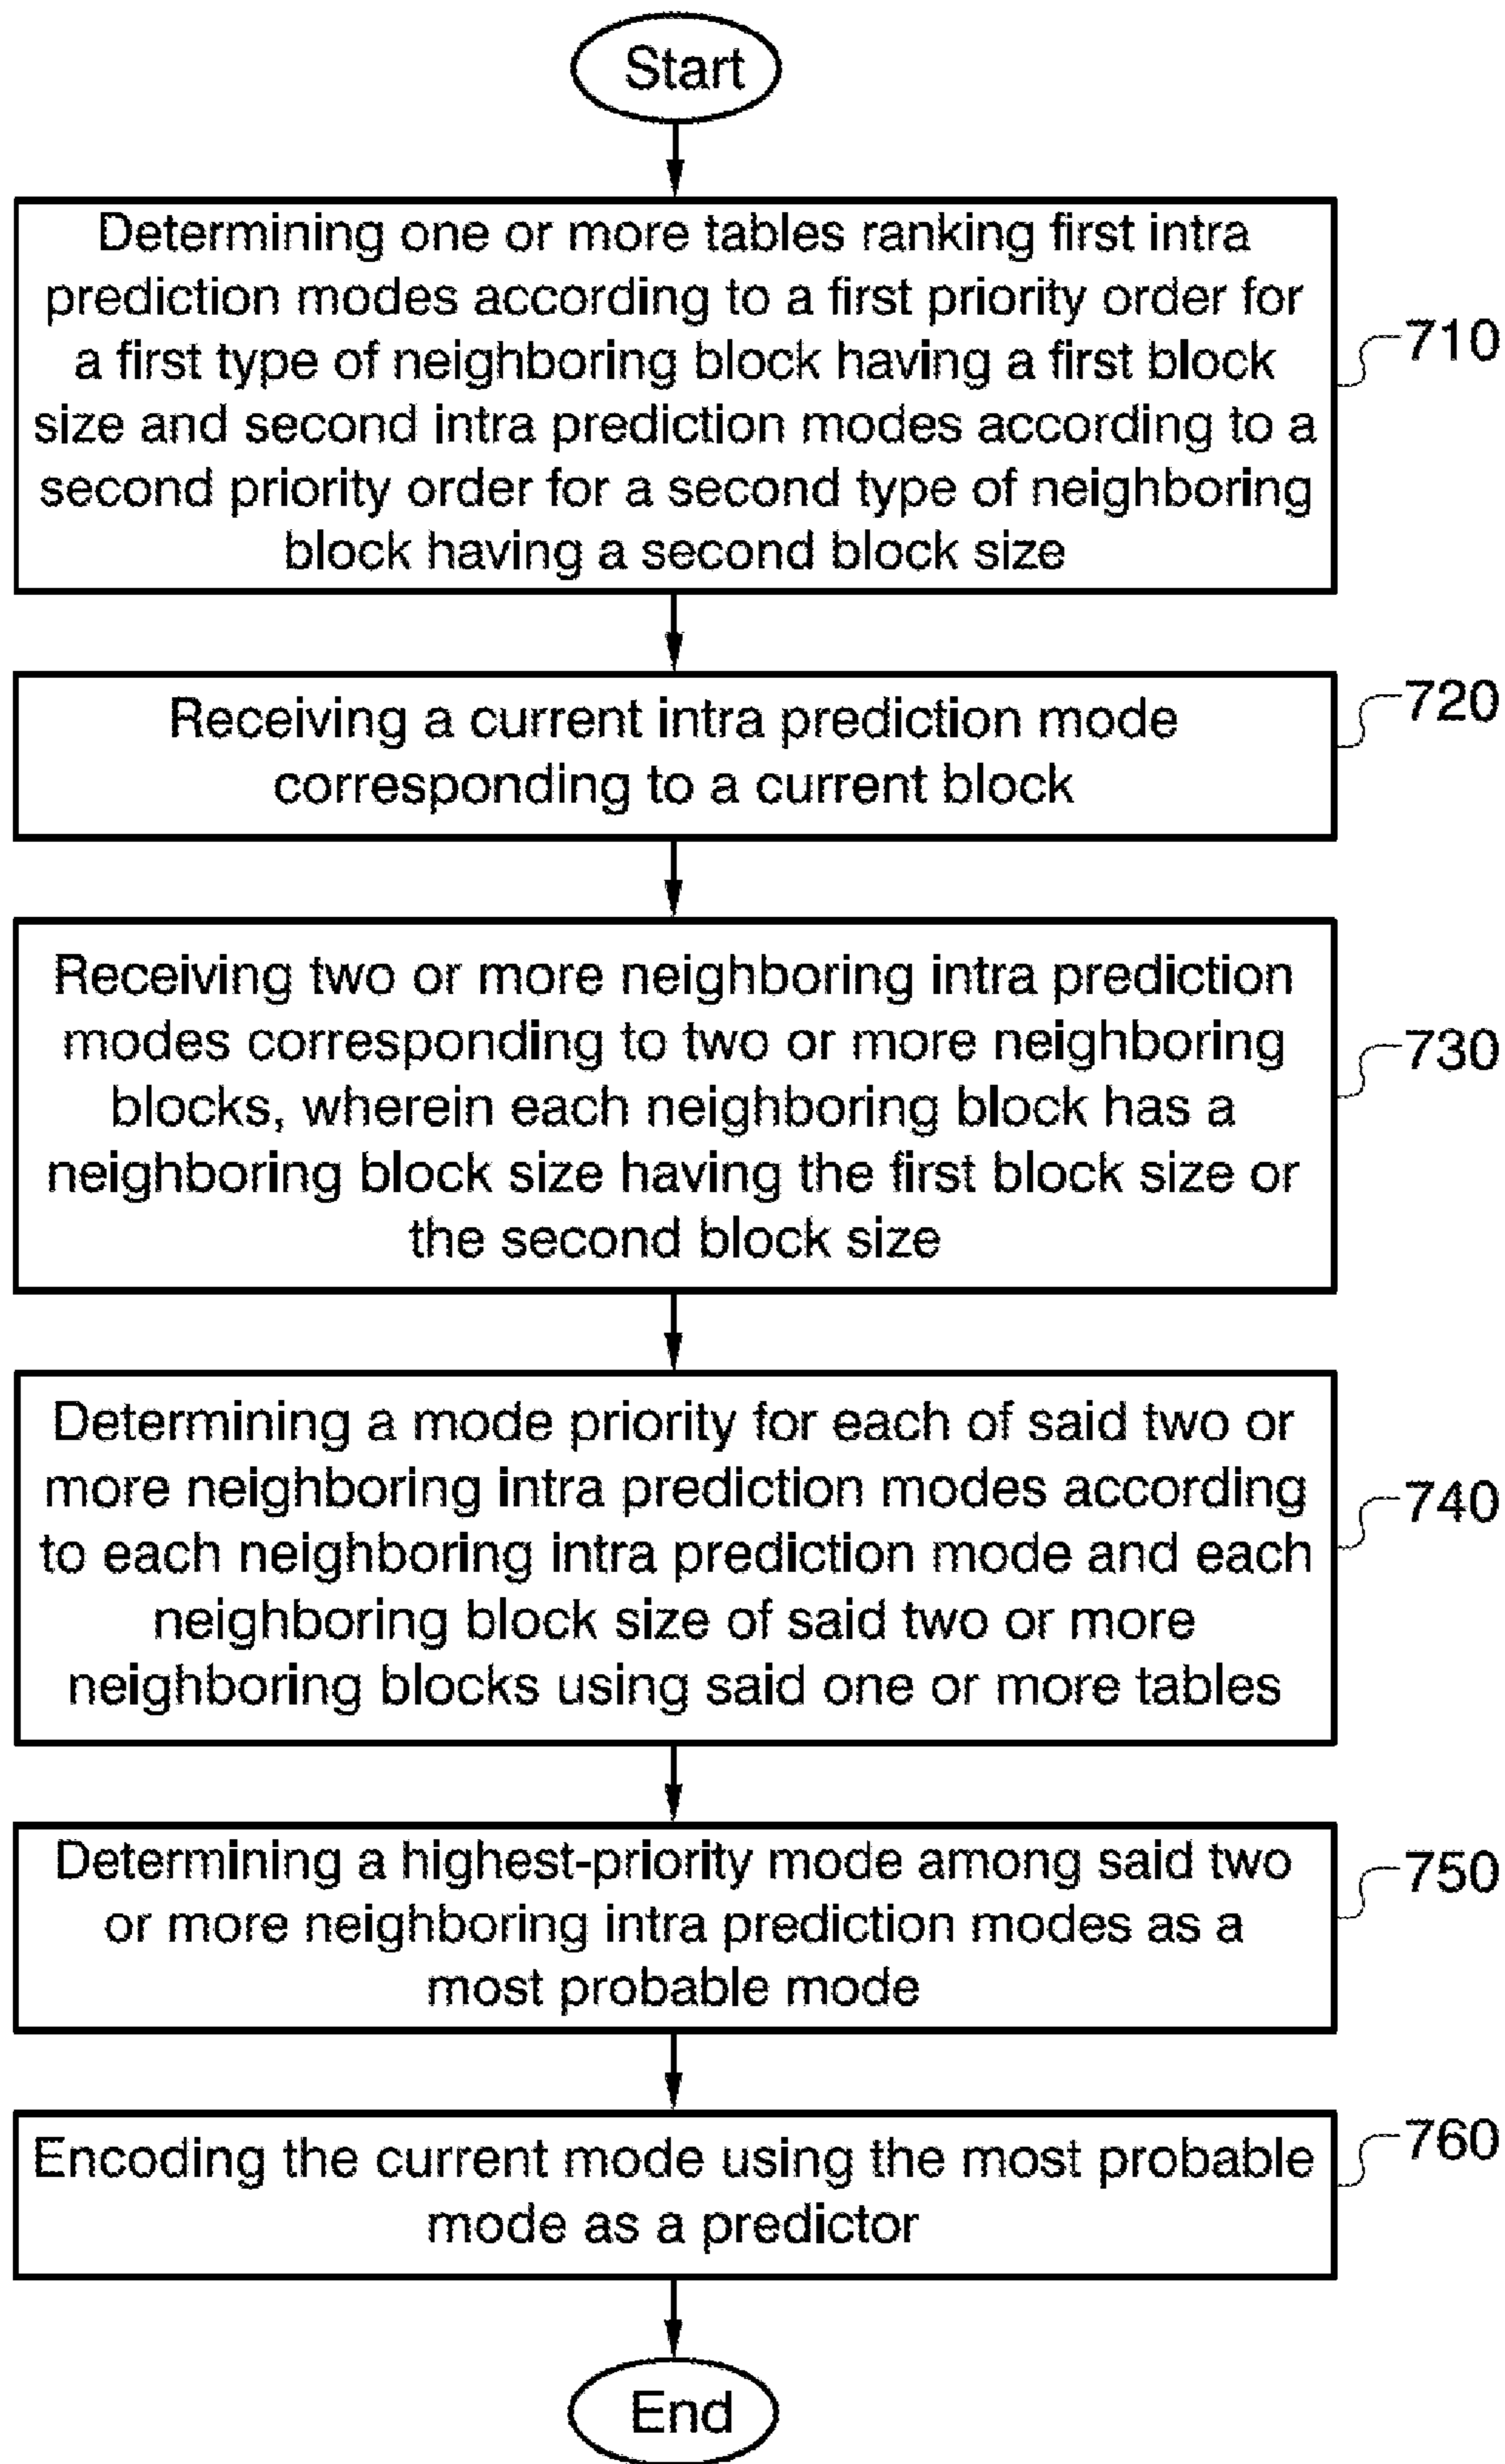 Start
Determining one or more tables ranking first intra
prediction modes according to a first priority order for
a first type of neighboring block having a first block
size and second intra prediction modes according to a
second priority order for a second type of neighboring
block having a second block size
710
Receiving a current intra prediction mode
corresponding to a current block
720
Receiving two or more neighboring intra prediction
modes corresponding to two or more neighboring
blocks, wherein each neighboring block has a
neighboring block size having the first block size or
the second block size
730
Determining a mode priority for each of said two or
more neighboring intra prediction modes according
to each neighboring intra prediction mode and each
neighboring block size of said two or more
neighboring blocks using said one or more tables
740
Determining a highest-priority mode among said two
or more neighboring intra prediction modes as a
most probable mode
750
Encoding the current mode using the most probable
mode as a predictor
760
End